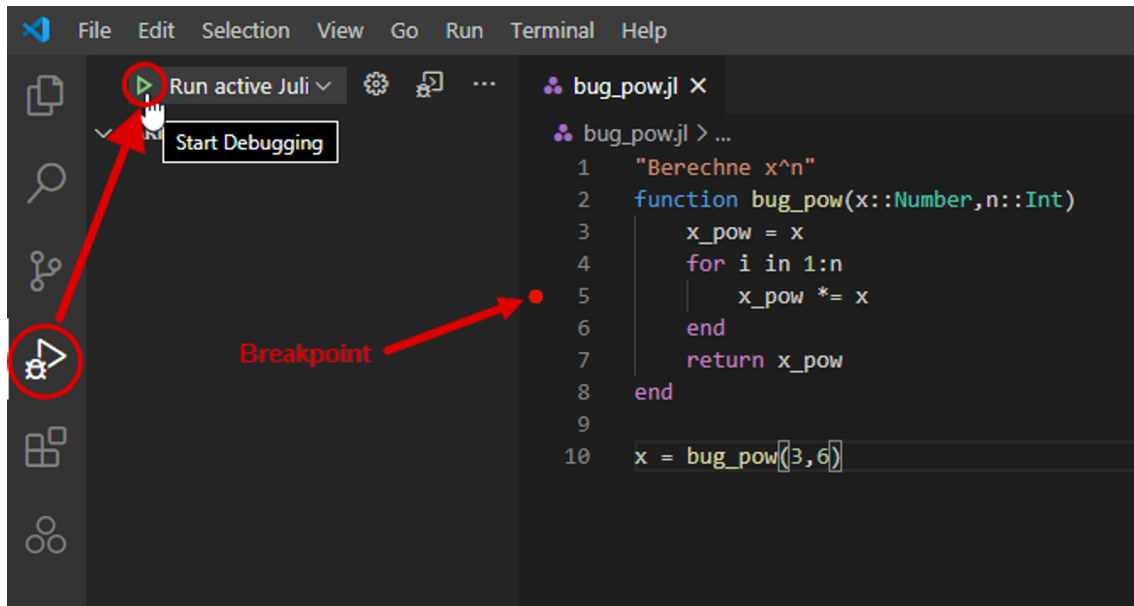 File Edit Selection View Go Run Terminal Help
Run active Juli
Start Debugging
Breakpoint
bug_pow.jl
bug_pow.jl > ...
1 "Berechne x^n"
2 function bug_pow(x::Number,n::Int)
3 x_pow = x
4 for i in 1:n
5 x_pow *= x
6 end
7 return x_pow
8 end
9
10 x = bug_pow(3,6)